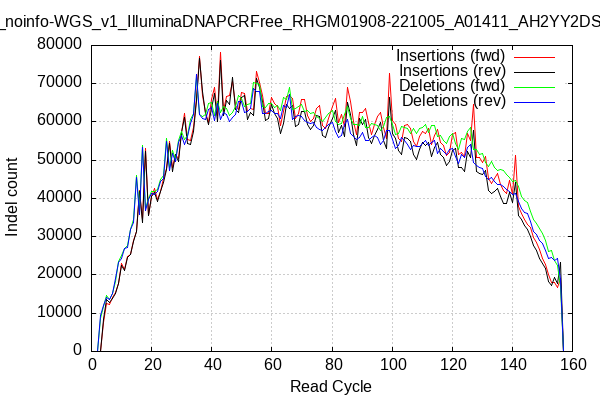 _noinfo-WGS_v1_IlluminaDNAPCRFree_RHGM01908-221005_A01411_AH2YY2DS
80000
70000
60000
50000
40000
30000
20000
10000
0
Indel count
Insertions (fwd)
Insertions (rev)
Deletions (fwd)
Deletions (rev)
0 20 40 60 80 100 120 140 160
Read Cycle